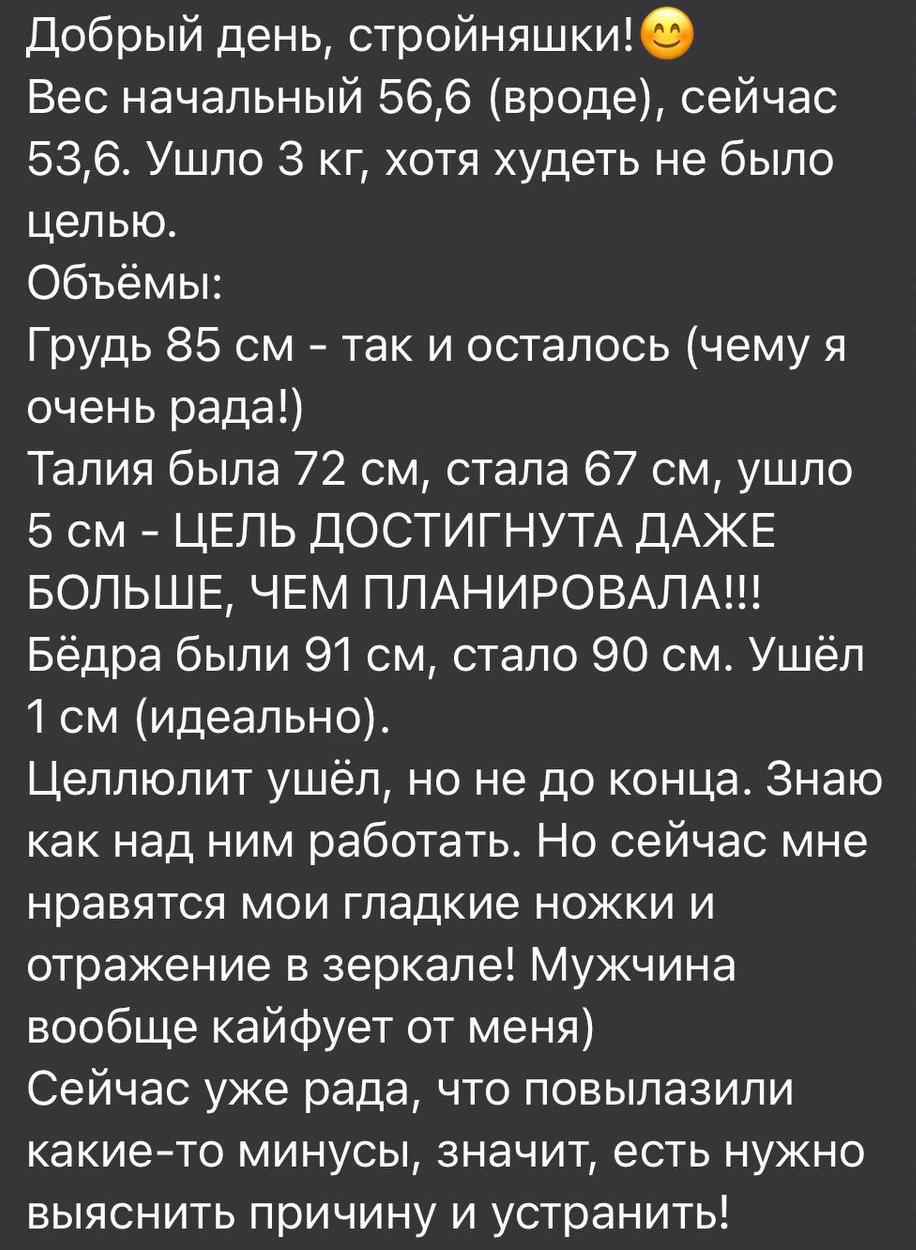 Добрый день, стройняшки!😊
Вес начальный 56,6 (вроде), сейчас
53,6. Ушло 3 кг, хотя худеть не было
целью.
Объёмы:
Грудь 85 см - так и осталось (чему я
очень рада!)
Талия была 72 см, стала 67 см, ушло
5 см - ЦЕЛЬ ДОСТИГНУТА ДАЖЕ
БОЛЬШЕ, ЧЕМ ПЛАНИРОВАЛА!!!
Бёдра были 91 см, стало 90 см. Ушёл
1 см (идеально).
Целлюлит ушёл, но не до конца. Знаю
как над ним работать. Но сейчас мне
нравятся мои гладкие ножки и
отражение в зеркале! Мужчина
вообще кайфует от меня)
Сейчас уже рада, что повылазили
какие-то минусы, значит, есть нужно
выяснить причину и устранить!